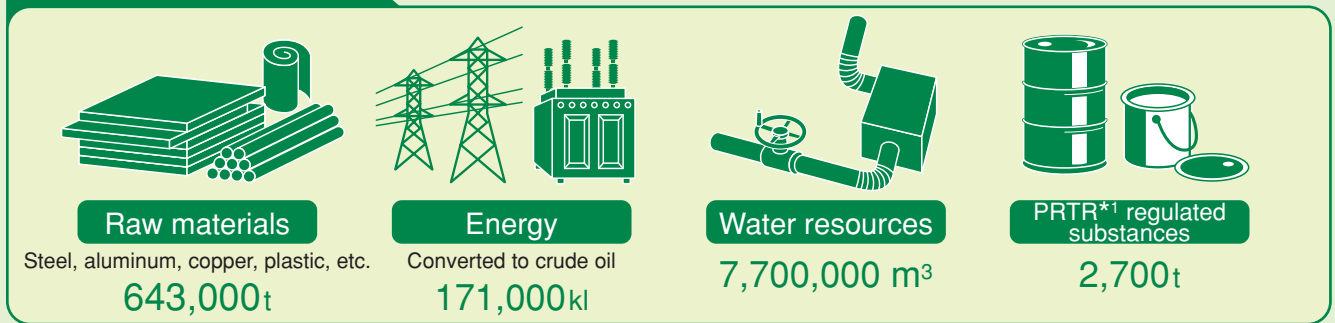 Raw materials
Steel, aluminum, copper, plastic, etc.
643,000t
Energy
Converted to crude oil
171,000kl
Water resources
7,700,000 m³
PRTR*¹ regulated
substances
2,700t